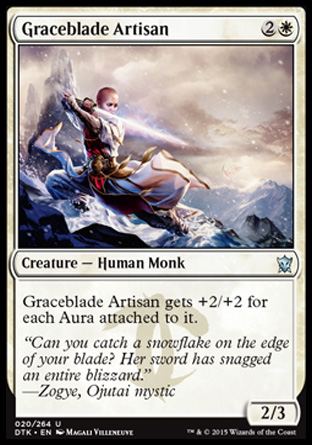 Graceblade Artisan 2
Creature — Human Monk
Graceblade Artisan gets +2/+2 for
each Aura attached to it.
“Can you catch a snowflake on the edge
of your blade? Her sword has snagged
an entire blizzard.”
—Zogye, Ojutai mystic
2/3
020/264 U
DTK • EN Magali Villeneuve ™ & © 2015 Wizards of the Coast